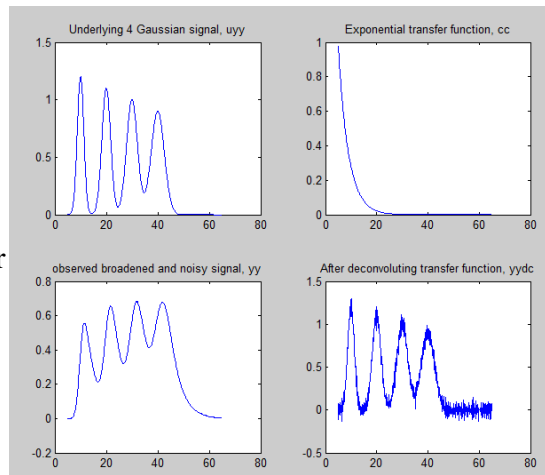 Underlying 4 Gaussian signal, uyy
1.5
1
0.5
0
0 20 40 60 80
Exponential transfer function, cc
1
0.8
0.6
0.4
0.2
0
0 20 40 60 80
r
observed broadened and noisy signal, yy
0.8
0.6
0.4
0.2
0
-0.2
0 20 40 60 80
After deconvoluting transfer function, yydc
1.5
1
0.5
0
-0.5
0 20 40 60 80